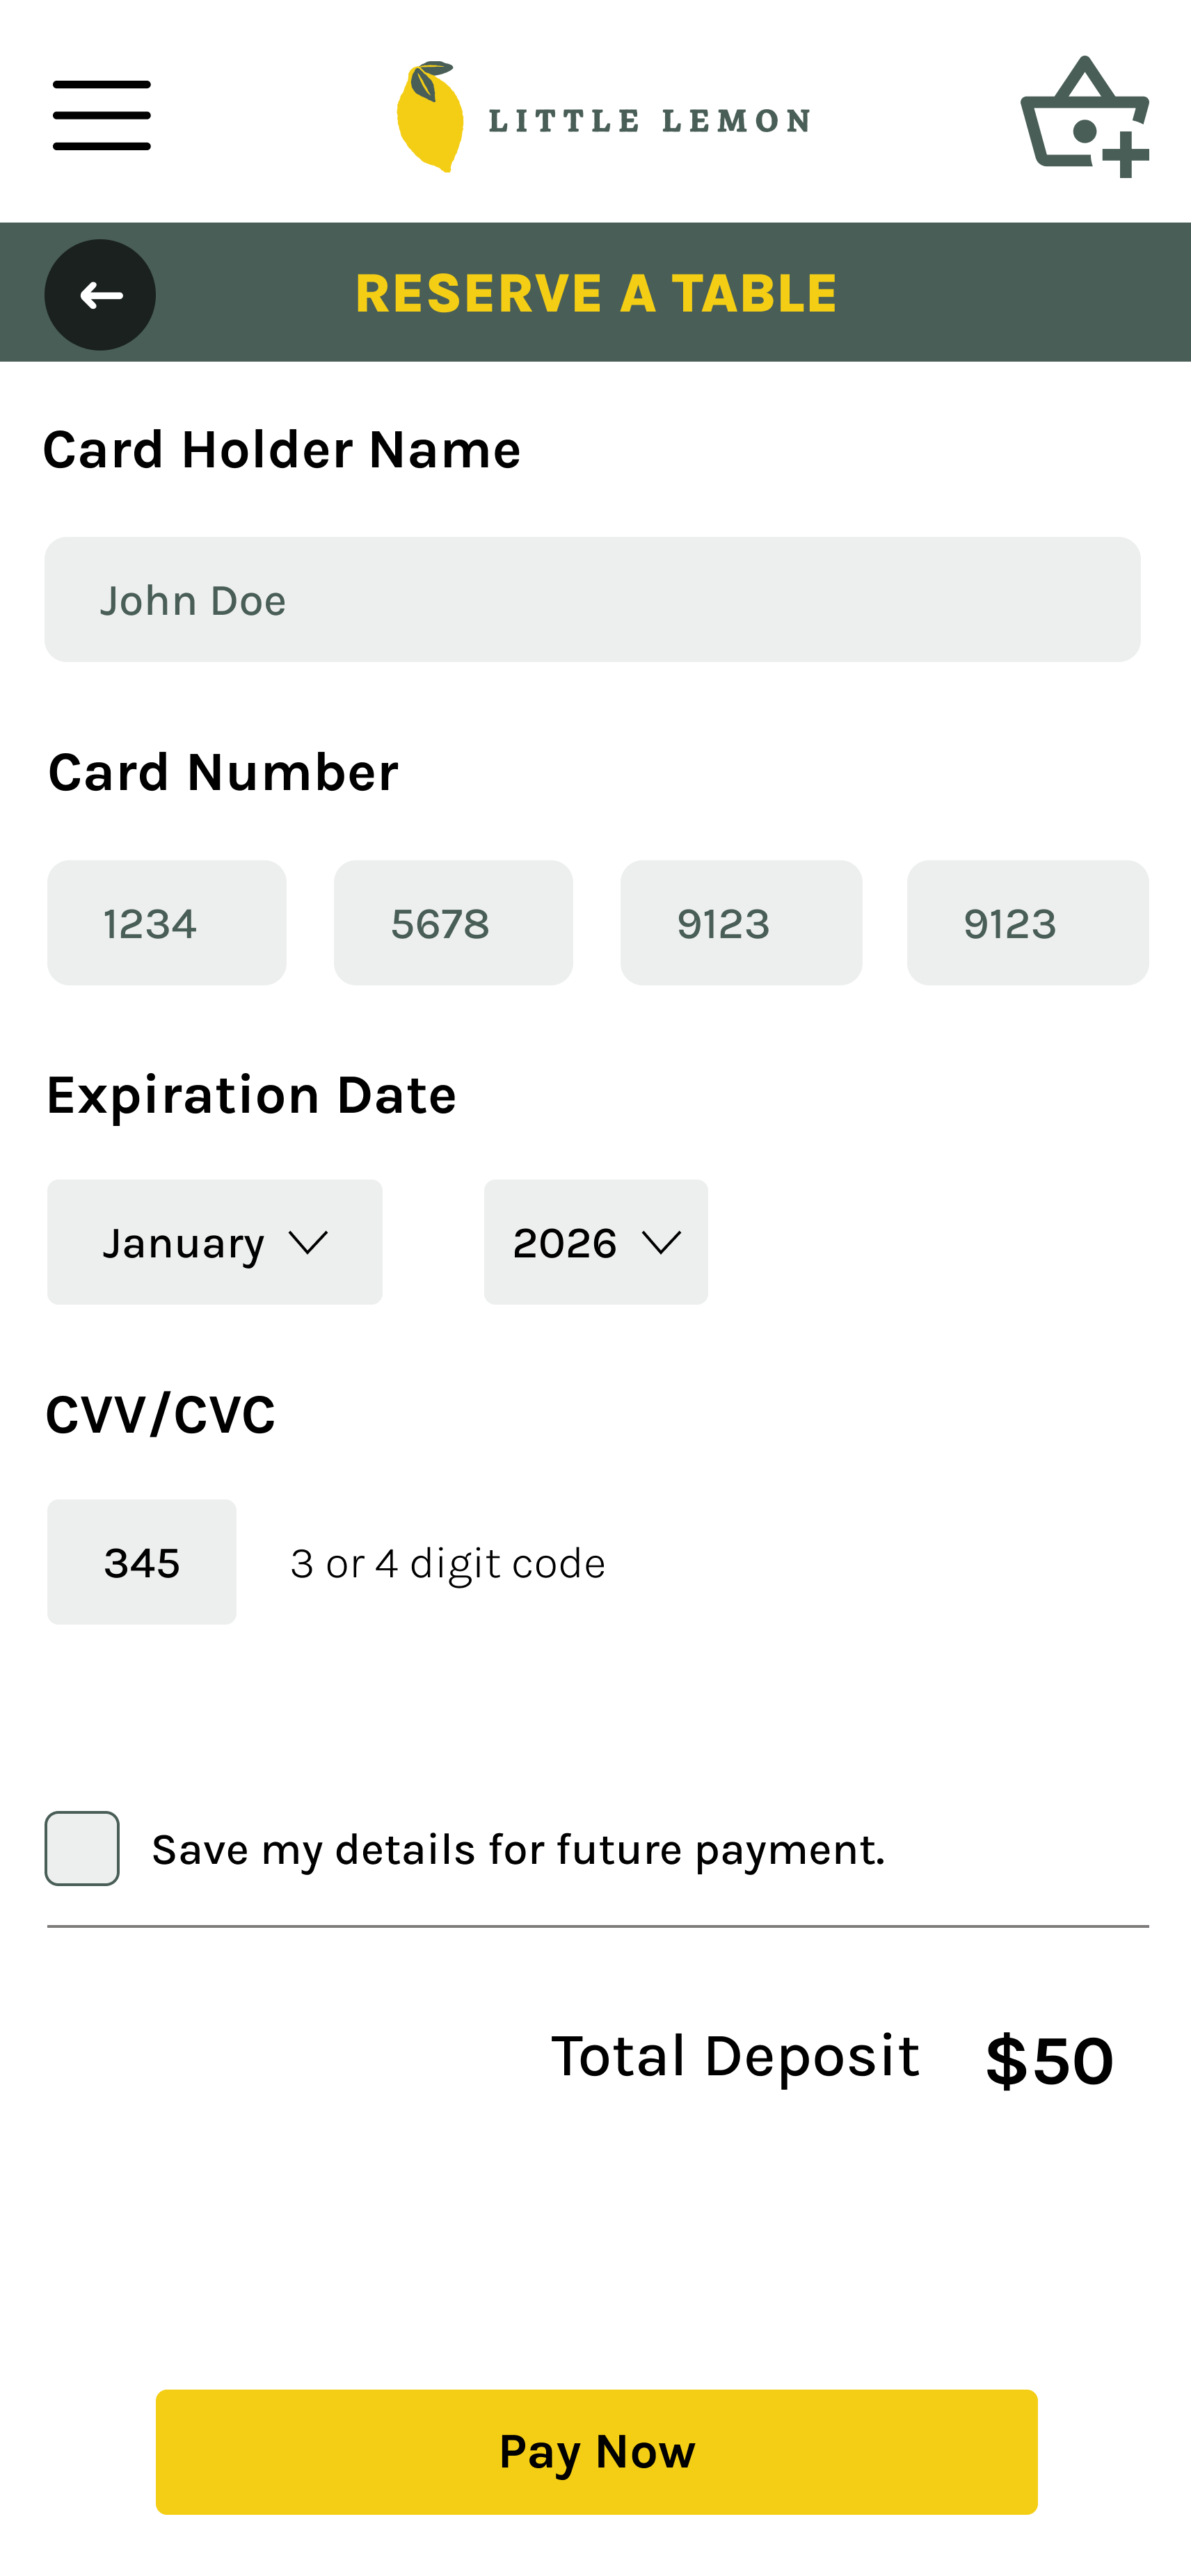 LITTLE LEMON
RESERVE A TABLE
Card Holder Name
John Doe
Card Number
1234 5678 9123 9123
Expiration Date
January 2026
CVV/CVC
345 3 or 4 digit code
Save my details for future payment.
Total Deposit $50
Pay Now